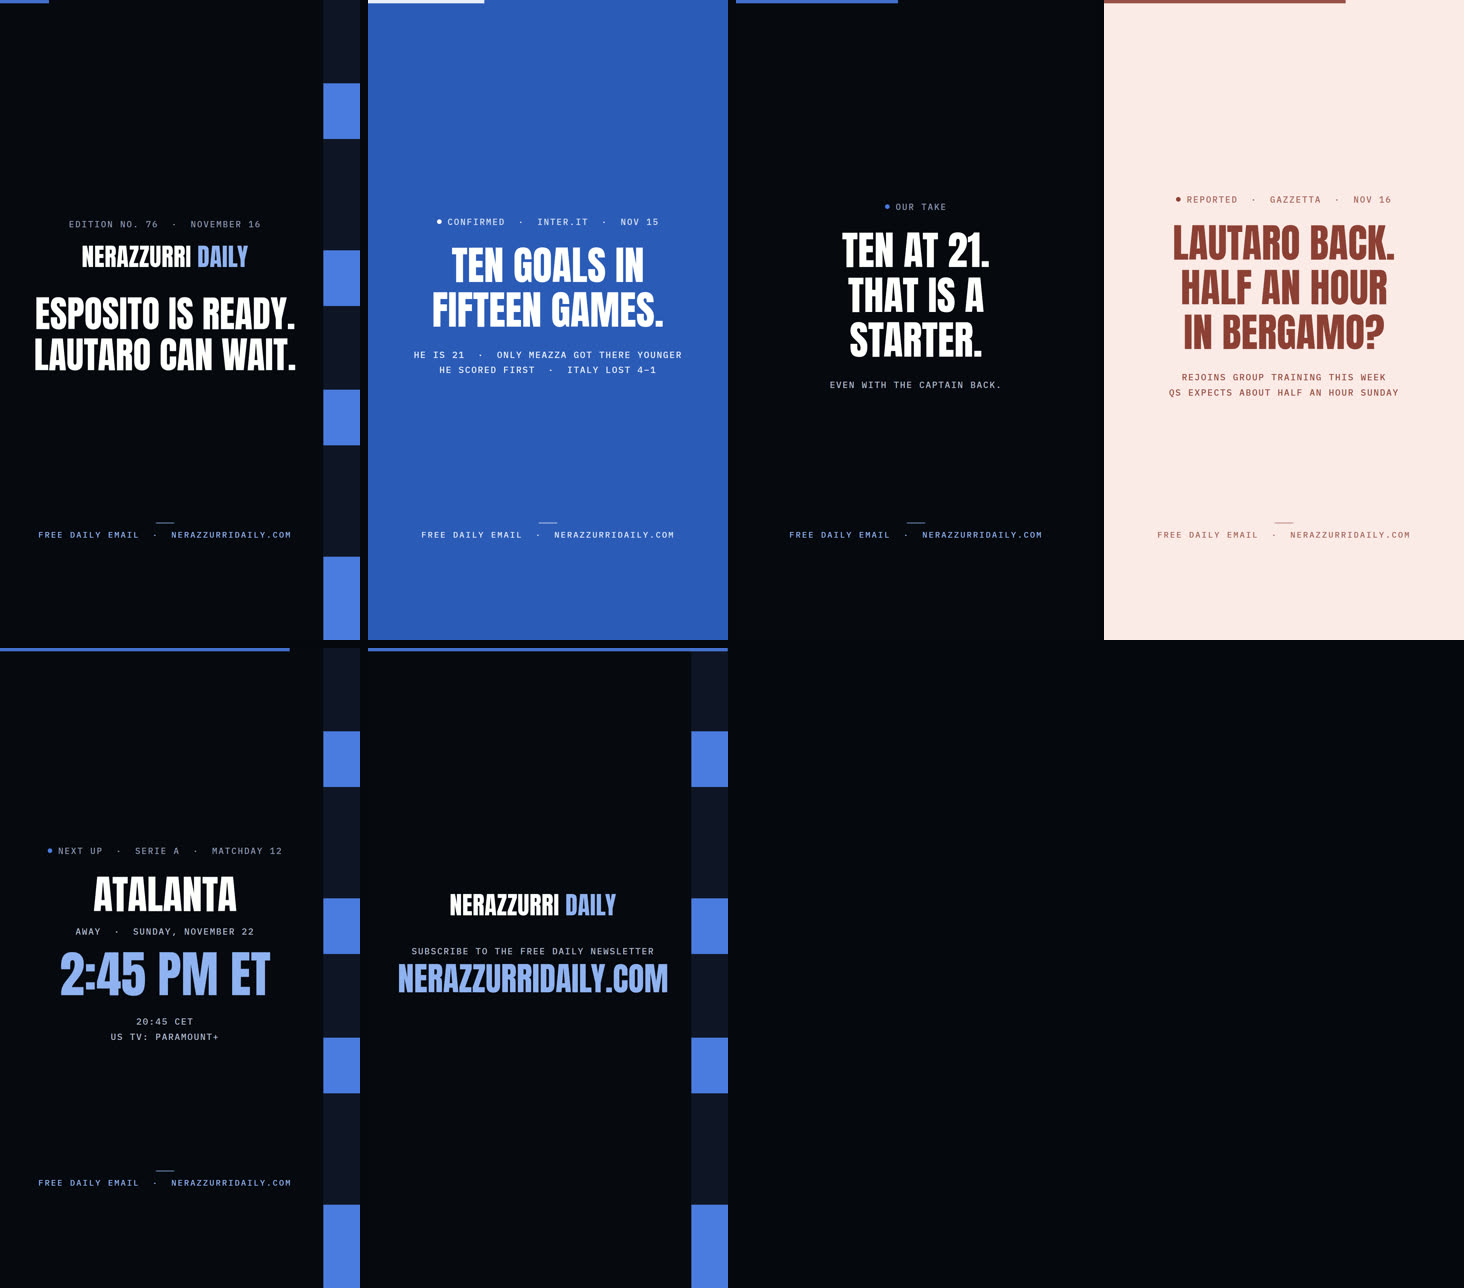 EDITION NO. 76 · NOVEMBER 16
NERAZZURRI DAILY
ESPOSITO IS READY.
LAUTARO CAN WAIT.
FREE DAILY EMAIL · NERAZZURRIDAILY.COM
CONFIRMED · INTER.IT · NOV 15
TEN GOALS IN
FIFTEEN GAMES.
HE IS 21 · ONLY MEAZZA GOT THERE YOUNGER
HE SCORED FIRST · ITALY LOST 4–1
FREE DAILY EMAIL · NERAZZURRIDAILY.COM
OUR TAKE
TEN AT 21.
THAT IS A
STARTER.
EVEN WITH THE CAPTAIN BACK.
FREE DAILY EMAIL · NERAZZURRIDAILY.COM
REPORTED · GAZZETTA · NOV 16
LAUTARO BACK.
HALF AN HOUR
IN BERGAMO?
REJOINS GROUP TRAINING THIS WEEK
QS EXPECTS ABOUT HALF AN HOUR SUNDAY
FREE DAILY EMAIL · NERAZZURRIDAILY.COM
NEXT UP · SERIE A · MATCHDAY 12
ATALANTA
AWAY · SUNDAY, NOVEMBER 22
2:45 PM ET
20:45 CET
US TV: PARAMOUNT+
FREE DAILY EMAIL · NERAZZURRIDAILY.COM
NERAZZURRI DAILY
SUBSCRIBE TO THE FREE DAILY NEWSLETTER
NERAZZURRIDAILY.COM